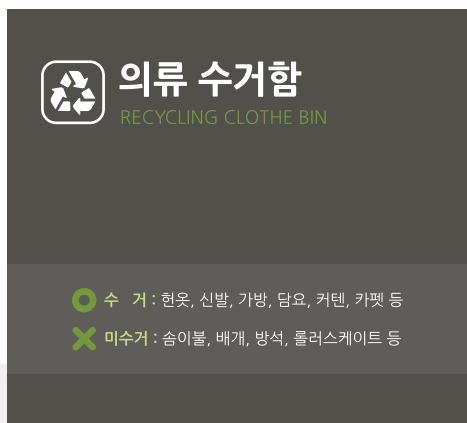 의류 수거함
RECYCLING CLOTHE BIN
수 거 : 헌옷, 신발, 가방, 담요, 커텐, 카펫 등
미수거 : 솜이불, 배개, 방석, 롤러스케이트 등